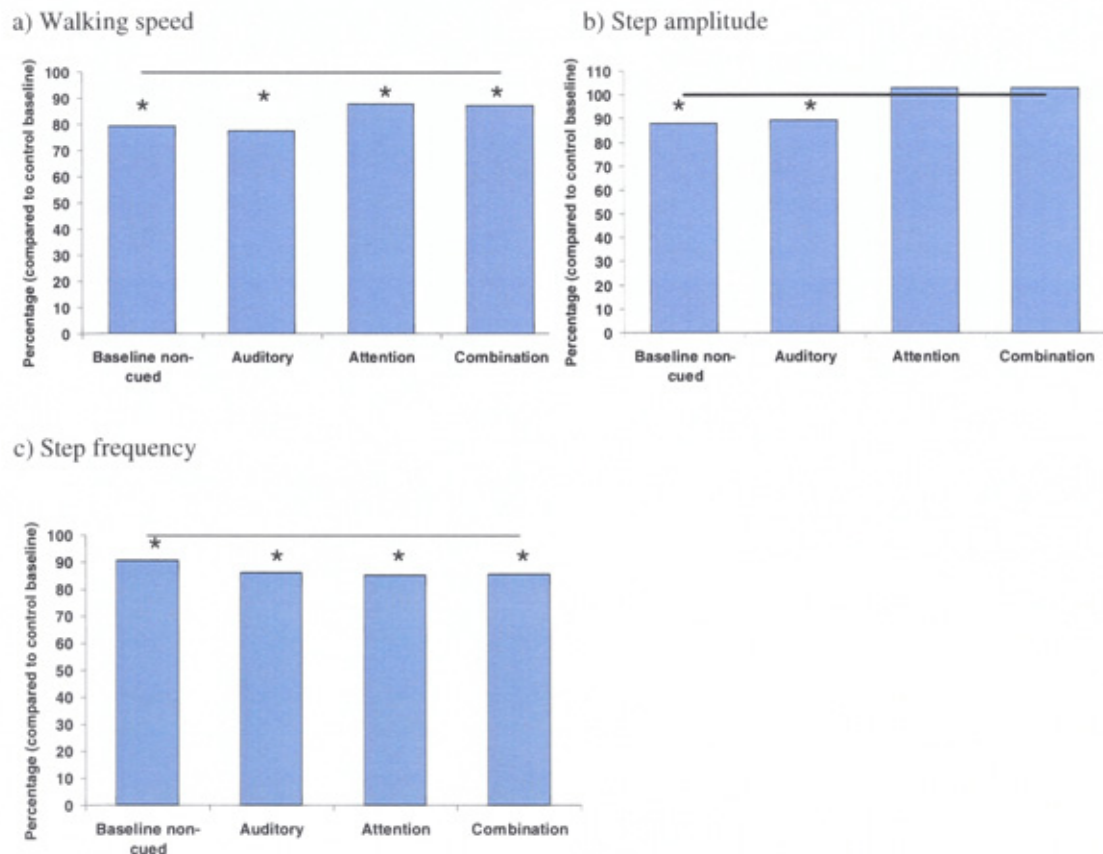 a) Walking speed
Percentage (compared to control baseline)
100
90
80
70
60
50
40
30
20
10
0
*
*
*
*
Baseline non-
cued
Auditory
Attention
Combination
b) Step amplitude
Percentage (compared to control baseline)
110
100
90
80
70
60
50
40
30
20
10
0
*
*
Baseline non-
cued
Auditory
Attention
Combination
c) Step frequency
Percentage (compared to control baseline)
100
90
80
70
60
50
40
30
20
10
0
*
*
*
*
Baseline non-
cued
Auditory
Attention
Combination